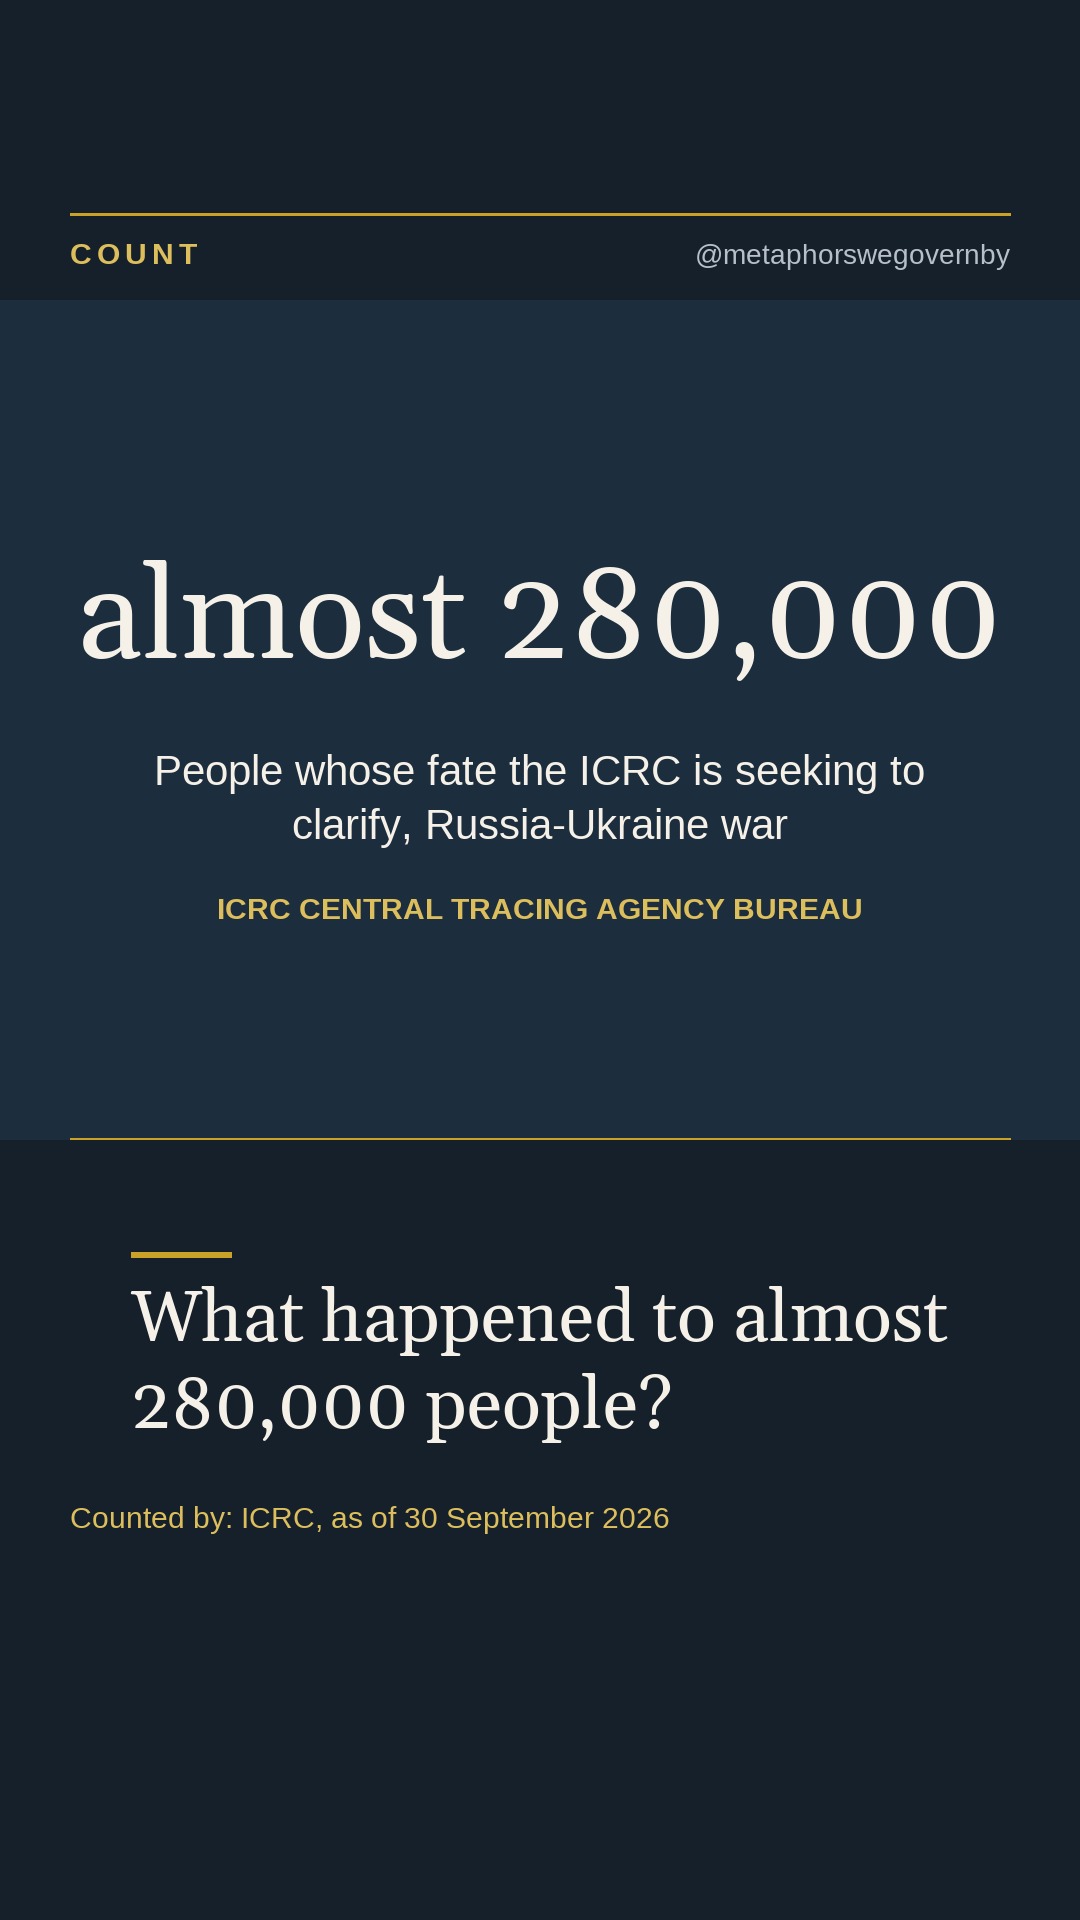 COUNT
@metaphorswegovernby
almost 280,000
People whose fate the ICRC is seeking to
clarify, Russia-Ukraine war
ICRC CENTRAL TRACING AGENCY BUREAU
What happened to almost
280,000 people?
Counted by: ICRC, as of 30 September 2026